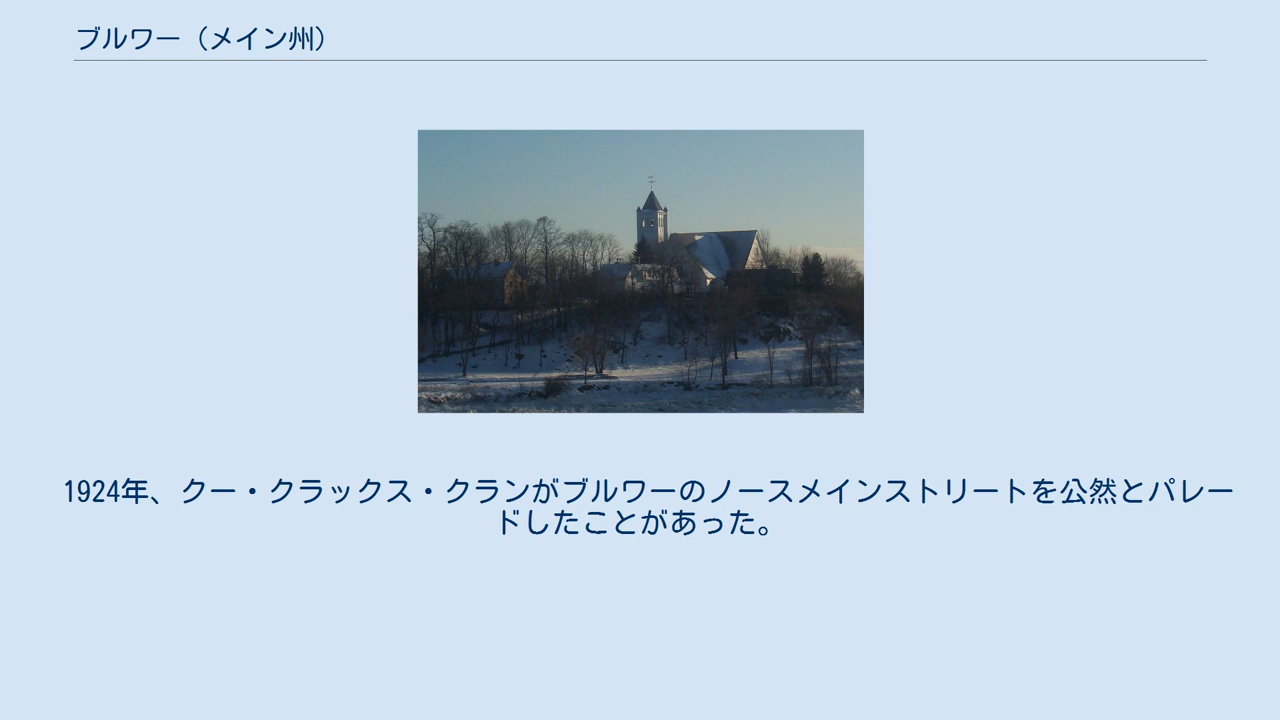 ブルワー（メイン州）
1924年、クー・クラックス・クランがブルワーのノースメインストリートを公然とパレー
ドしたことがあった。